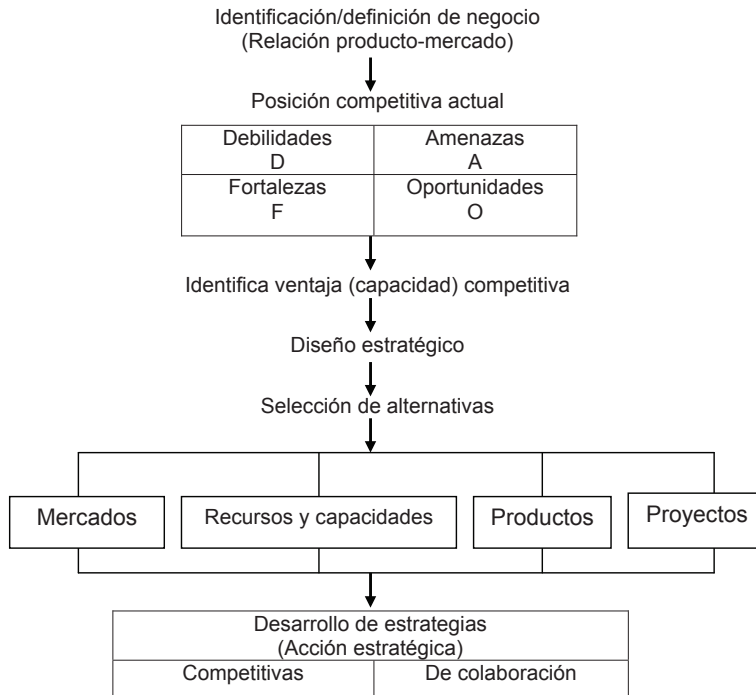 Identificación/definición de negocio
(Relación producto-mercado)
Posición competitiva actual
Debilidades
D
Amenazas
A
Fortalezas
F
Oportunidades
O
Identifica ventaja (capacidad) competitiva
Diseño estratégico
Selección de alternativas
Mercados
Recursos y capacidades
Productos
Proyectos
Desarrollo de estrategias
(Acción estratégica)
Competitivas
De colaboración